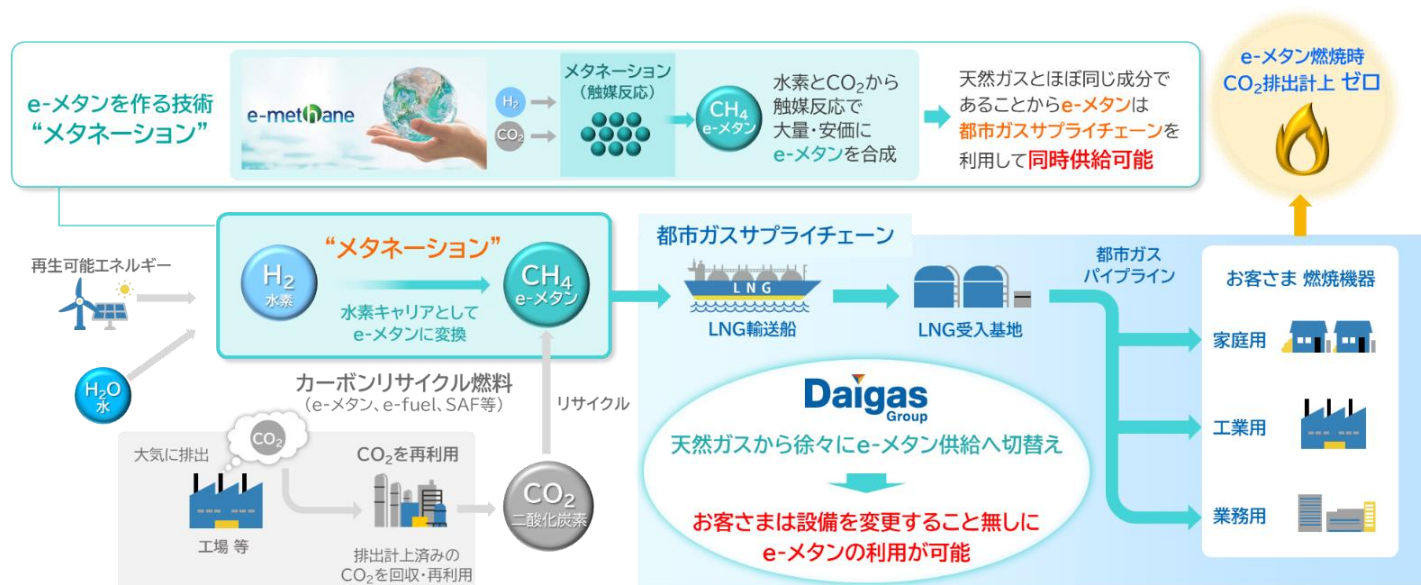 e-メタンを作る技術
“メタネーション”
e-methane
H₂
CO₂
メタネーション
（触媒反応）
CH₄
e-メタン
水素とCO₂から
触媒反応で
大量・安価に
e-メタンを合成
天然ガスとほぼ同じ成分で
あることからe-メタンは
都市ガスサプライチェーンを
利用して同時供給可能
e-メタン燃焼時
CO₂排出計上 ゼロ
再生可能エネルギー
H₂O
水
“メタネーション”
H₂
水素
水素キャリアとして
e-メタンに変換
CH₄
e-メタン
カーボンリサイクル燃料
（e-メタン、e-fuel、SAF等）
リサイクル
大気に排出
CO₂
工場 等
CO₂を再利用
排出計上済みの
CO₂を回収・再利用
CO₂
二酸化炭素
都市ガスサプライチェーン
LNG
LNG輸送船
LNG受入基地
都市ガス
パイプライン
Daigas
Group
天然ガスから徐々にe-メタン供給へ切替え
お客さまは設備を変更すること無しに
e-メタンの利用が可能
お客さま 燃焼機器
家庭用
工業用
業務用